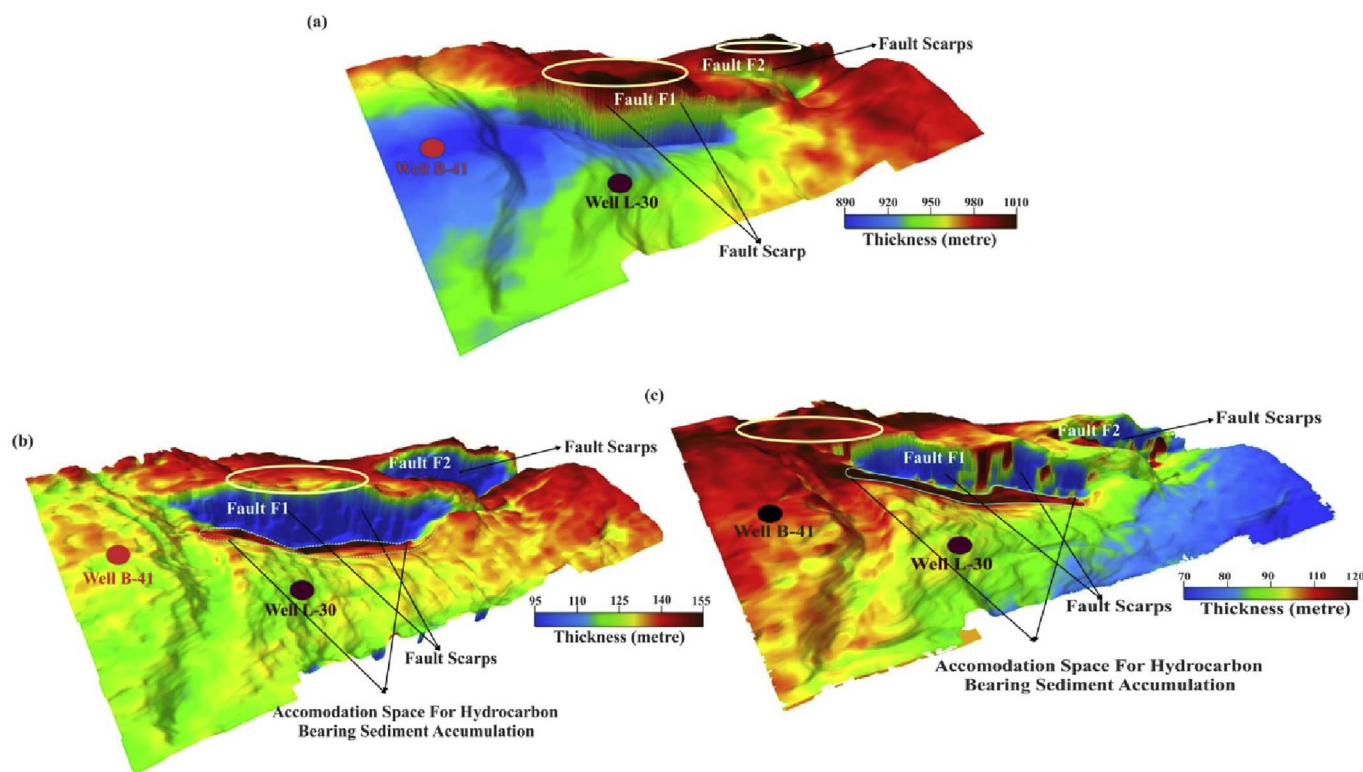 (a)
Fault Scarps
Fault F2
Fault F1
Well B-41
Well L-30
890 920 950 980 1010
Thickness (metre)
Fault Scarp
(b)
Fault Scarps
Fault F2
Fault F1
Well B-41
Well L-30
95 110 125 140 155
Thickness (metre)
Fault Scarps
Accomodation Space For Hydrocarbon
Bearing Sediment Accumulation
(c)
Fault Scarps
Fault F2
Fault F1
Well B-41
Well L-30
70 80 90 100 110 120
Thickness (metre)
Fault Scarps
Accomodation Space For Hydrocarbon
Bearing Sediment Accumulation